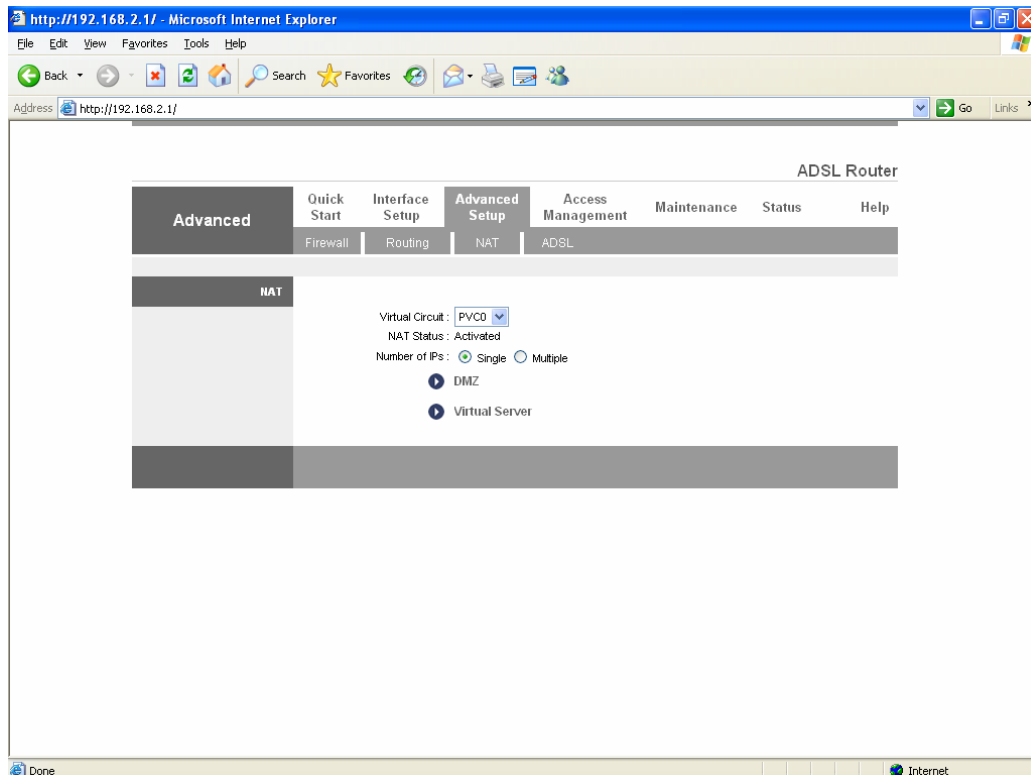 http://192.168.2.1/ - Microsoft Internet Explorer
File Edit View Favorites Tools Help
Back Search Favorites
Address http://192.168.2.1/ Go Links
ADSL Router
Advanced
Quick Start Interface Setup Advanced Setup Access Management Maintenance Status Help
Firewall Routing NAT ADSL
NAT
Virtual Circuit : PVC0
NAT Status : Activated
Number of IPs : Single Multiple
DMZ
Virtual Server
Done Internet